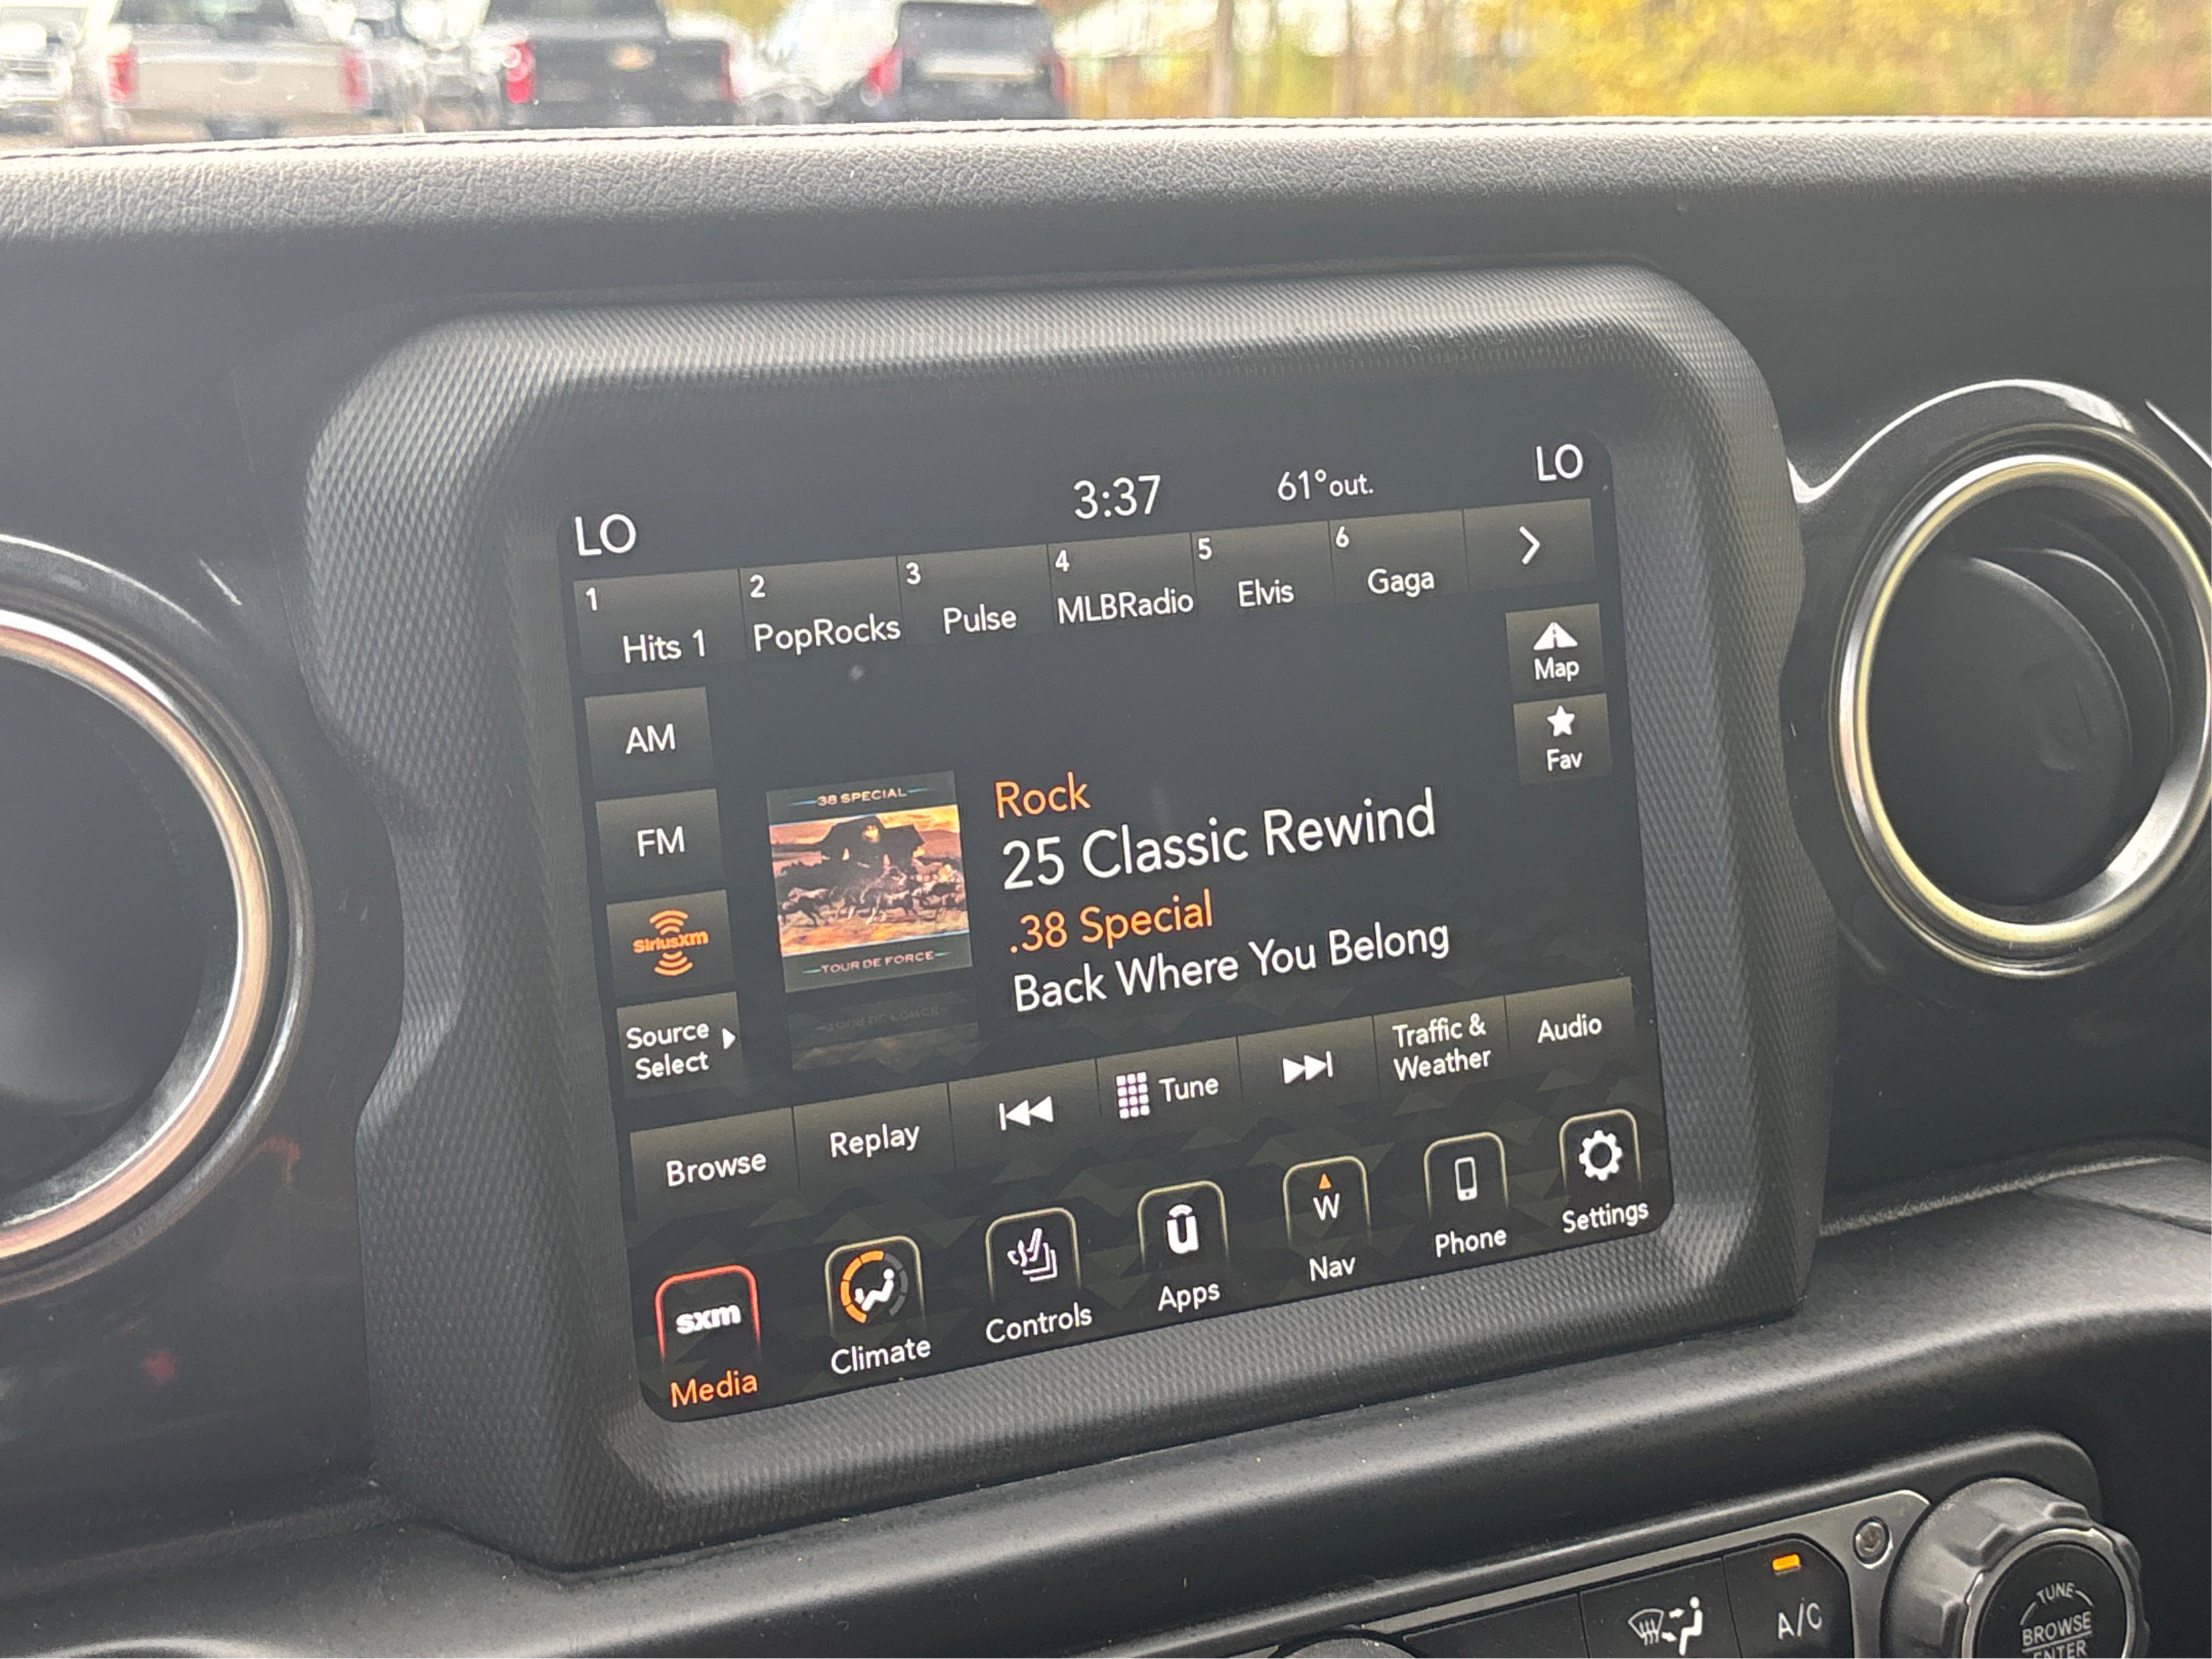 LO
3:37
61°out.
LO
1
Hits 1
2
PopRocks
3
Pulse
4
MLBRadio
5
Elvis
6
Gaga
Map
Fav
AM
FM
SiriusXm
Source
Select
38 SPECIAL
TOUR DE FORCE
Rock
25 Classic Rewind
.38 Special
Back Where You Belong
Browse
Replay
Tune
Traffic &
Weather
Audio
sxm
Media
Climate
Controls
Apps
W
Nav
Phone
Settings
A/C
TUNE
BROWSE
ENTER